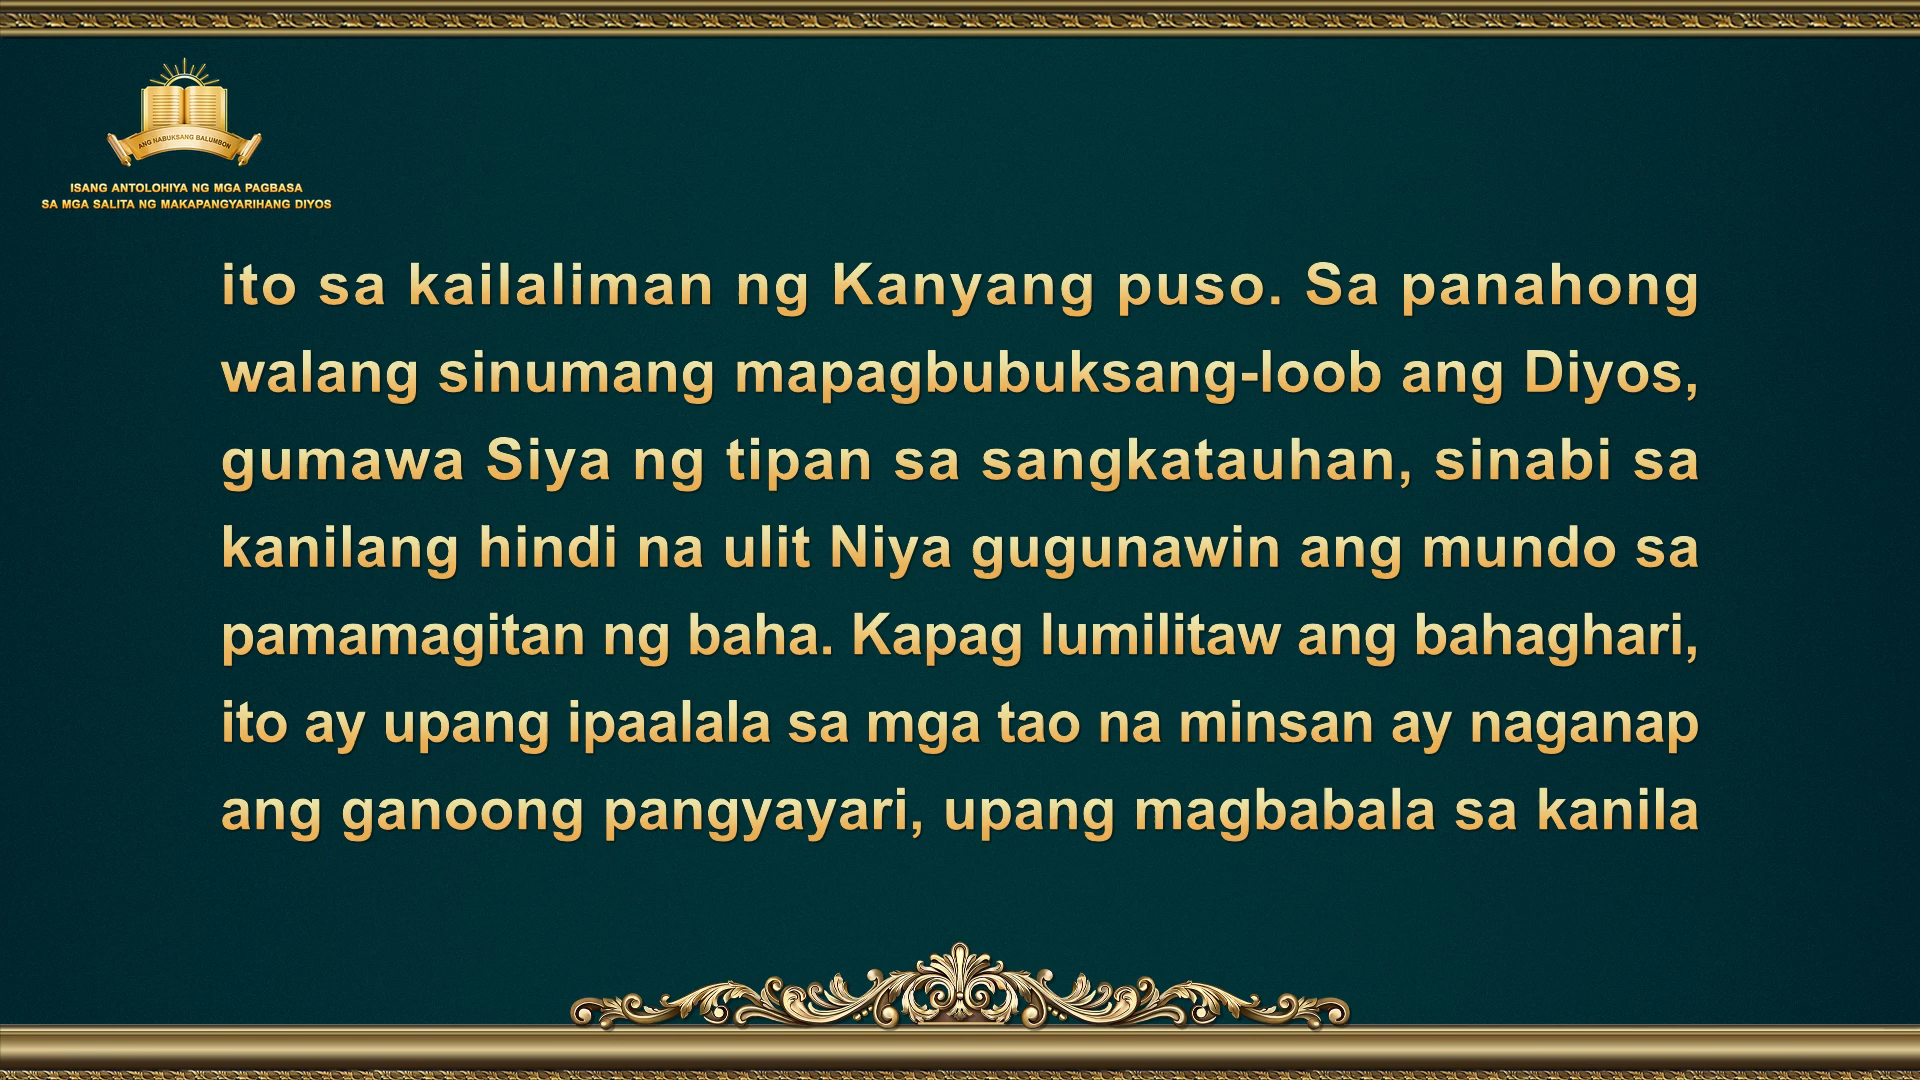 ANG NABUKSANG BALUMBON
ISANG ANTOLOHIYA NG MGA PAGBASA
SA MGA SALITA NG MAKAPANGYARIHANG DIYOS
ito sa kailaliman ng Kanyang puso. Sa panahong
walang sinumang mapagbubuksang-loob ang Diyos,
gumawa Siya ng tipan sa sangkatauhan, sinabi sa
kanilang hindi na ulit Niya gugunawin ang mundo sa
pamamagitan ng baha. Kapag lumilitaw ang bahaghari,
ito ay upang ipaalala sa mga tao na minsan ay naganap
ang ganoong pangyayari, upang magbabala sa kanila